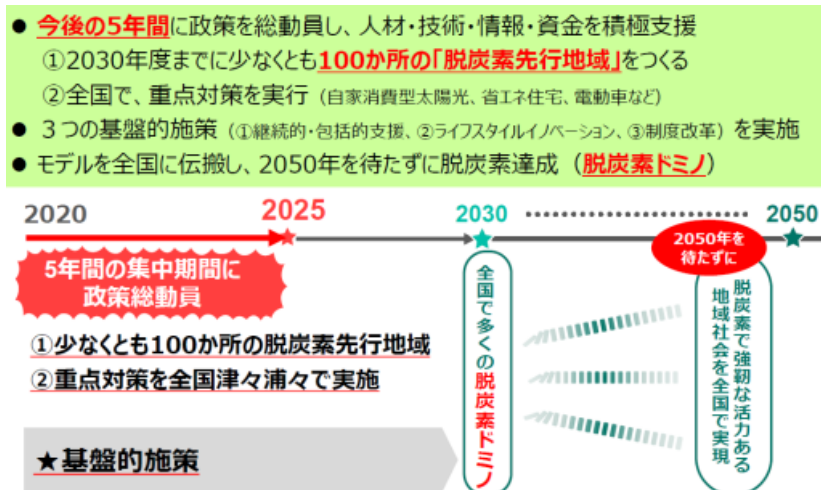 ● 今後の5年間に政策を総動員し、人材・技術・情報・資金を積極支援
①2030年度までに少なくとも100か所の「脱炭素先行地域」をつくる
②全国で、重点対策を実行（自家消費型太陽光、省エネ住宅、電動車など）
● ３つの基盤的施策（①継続的・包括的支援、②ライフスタイルイノベーション、③制度改革）を実施
● モデルを全国に伝搬し、2050年を待たずに脱炭素達成（脱炭素ドミノ）
2020 2025 2030 2050
2050年を
待たずに
5年間の集中期間に
政策総動員
①少なくとも100か所の脱炭素先行地域
②重点対策を全国津々浦々で実施
★基盤的施策
全国で多くの脱炭素ドミノ
脱炭素で強靭な活力ある
地域社会を全国で実現